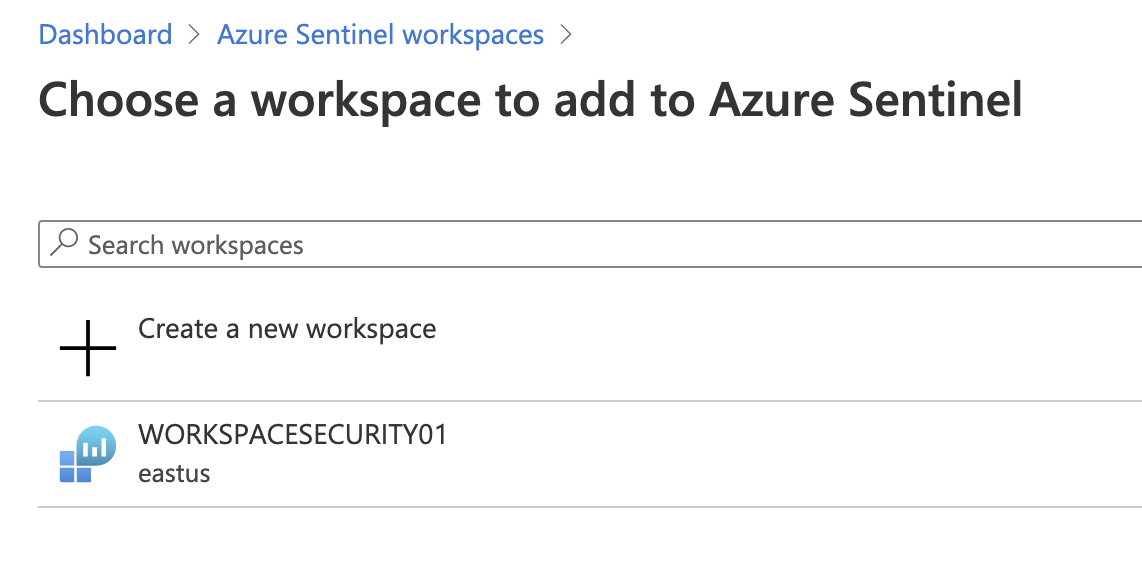 Dashboard > Azure Sentinel workspaces >
Choose a workspace to add to Azure Sentinel
Search workspaces
Create a new workspace
WORKSPACESECURITY01
eastus